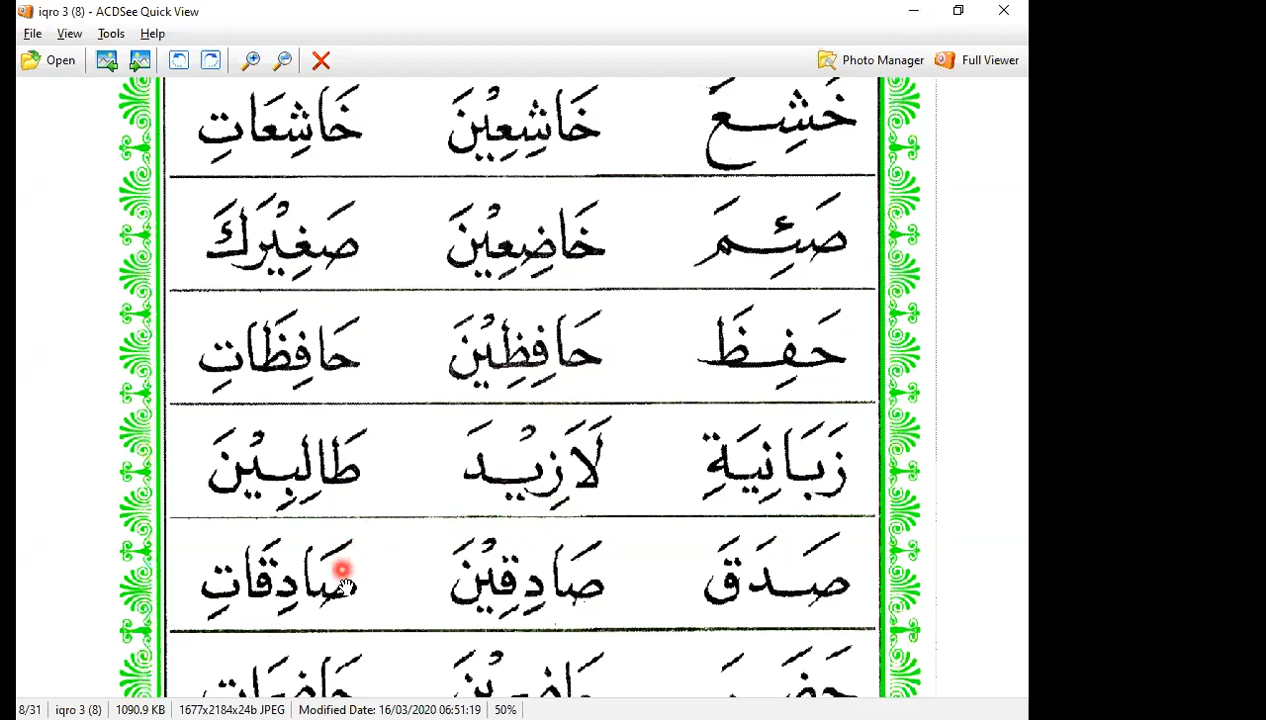 iqro 3 (8) - ACDSee Quick View
File View Tools Help
Open Photo Manager Full Viewer
خَشِعَ خَاشِعِيْنَ خَاشِعَاتِ
صَئِمَ خَاضِعِيْنَ صَغِيْرَكَ
حَفِظَ حَافِظِيْنَ حَافِظَاتِ
زَبَانِيَةِ لَازِيْدَ طَالِبِيْنَ
صَدَقَ صَادِقِيْنَ صَادِقَاتِ
8/31 iqro 3 (8) 1090.9 KB 1677x2184x24b JPEG Modified Date: 16/03/2020 06:51:19 50%